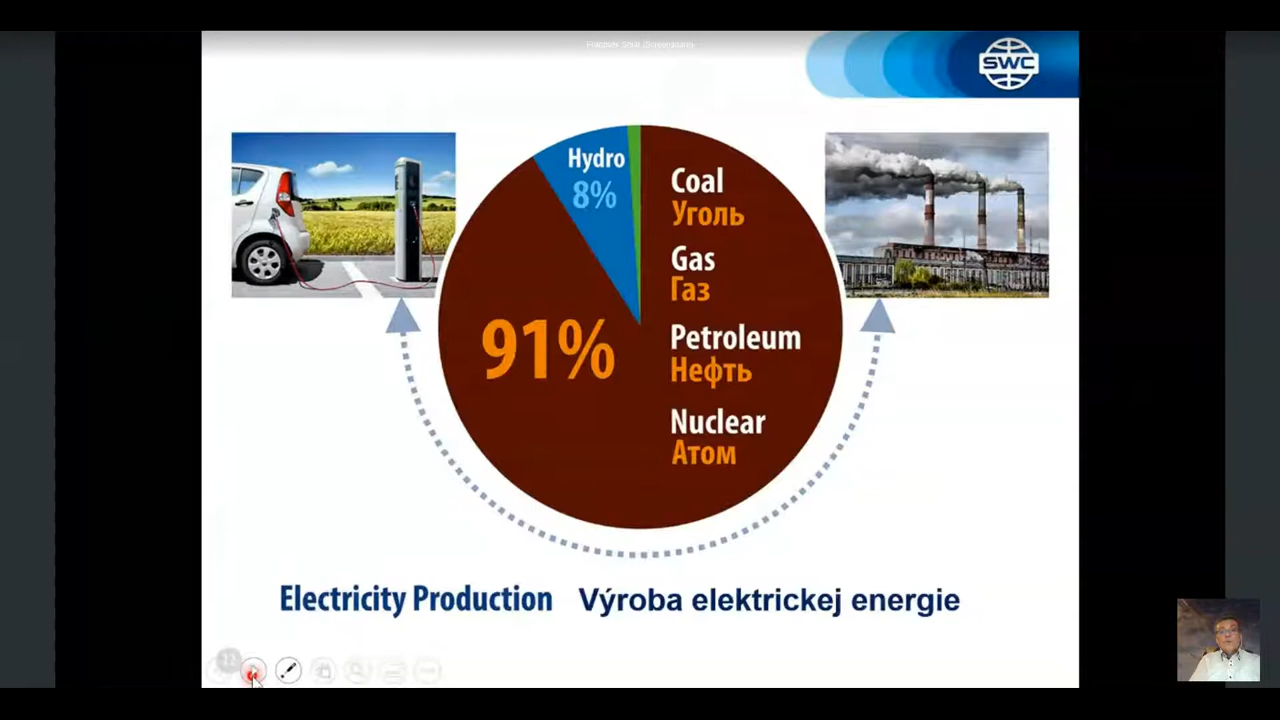 SWC
Hydro
8%
91%
Coal
Уголь
Gas
Газ
Petroleum
Нефть
Nuclear
Атом
Electricity Production Výroba elektrickej energie